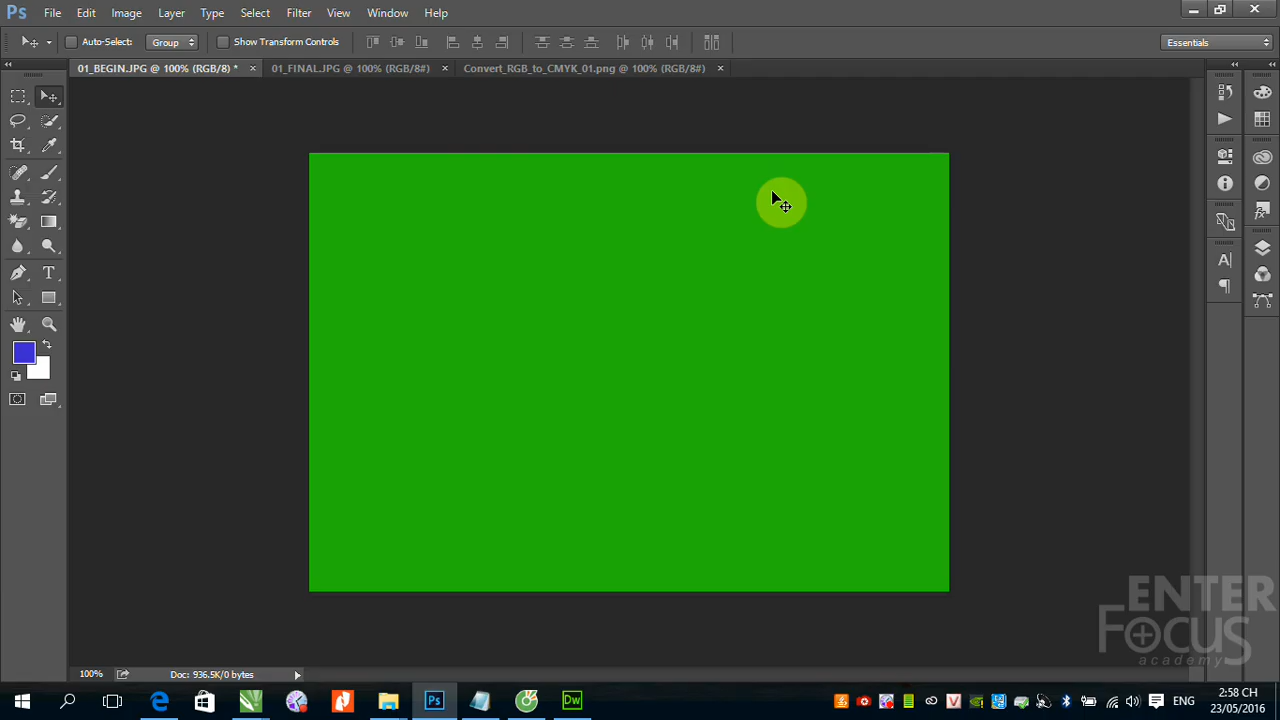 Ps File Edit Image Layer Type Select Filter View Window Help
Auto-Select: Group Show Transform Controls Essentials
01_BEGIN.JPG @ 100% (RGB/8) * × 01_FINAL.JPG @ 100% (RGB/8#) × Convert_RGB_to_CMYK_01.png @ 100% (RGB/8#) ×
T
A|
100% Doc: 936.5K/0 bytes
ENTER
FOCUS
academy
Ps Dw V ENG 2:58 CH
23/05/2016